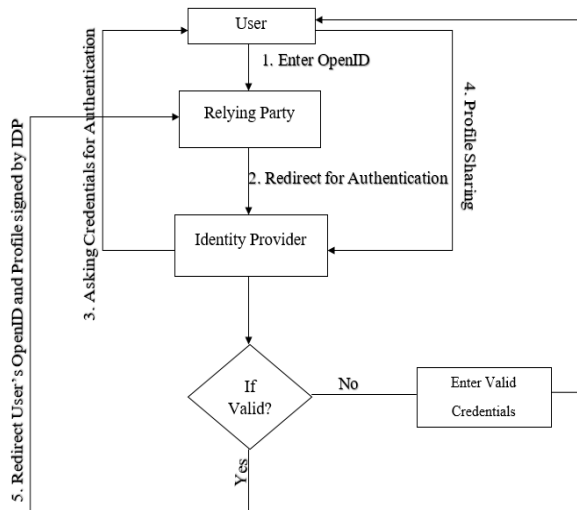 User
1. Enter OpenID
Relying Party
2. Redirect for Authentication
Identity Provider
3. Asking Credentials for Authentication
4. Profile Sharing
If
Valid?
No
Enter Valid
Credentials
Yes
5. Redirect User's OpenID and Profile signed by IDP